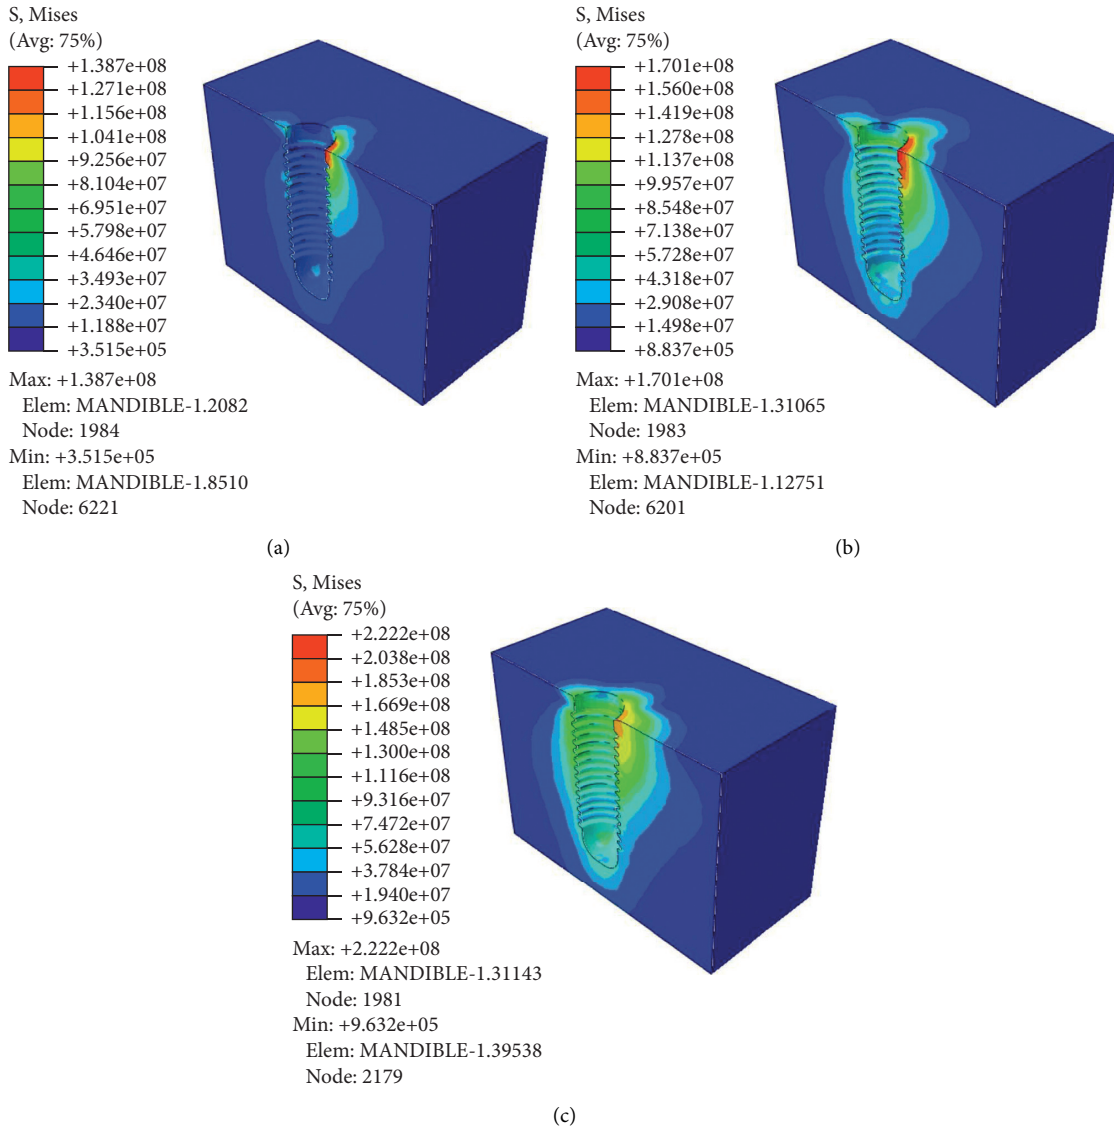 S, Mises
(Avg: 75%)
+1.387e+08
+1.271e+08
+1.156e+08
+1.041e+08
+9.256e+07
+8.104e+07
+6.951e+07
+5.798e+07
+4.646e+07
+3.493e+07
+2.340e+07
+1.188e+07
+3.515e+05
Max: +1.387e+08
Elem: MANDIBLE-1.2082
Node: 1984
Min: +3.515e+05
Elem: MANDIBLE-1.8510
Node: 6221
(a)
S, Mises
(Avg: 75%)
+1.701e+08
+1.560e+08
+1.419e+08
+1.278e+08
+1.137e+08
+9.957e+07
+8.548e+07
+7.138e+07
+5.728e+07
+4.318e+07
+2.908e+07
+1.498e+07
+8.837e+05
Max: +1.701e+08
Elem: MANDIBLE-1.31065
Node: 1983
Min: +8.837e+05
Elem: MANDIBLE-1.12751
Node: 6201
(b)
S, Mises
(Avg: 75%)
+2.222e+08
+2.038e+08
+1.853e+08
+1.669e+08
+1.485e+08
+1.300e+08
+1.116e+08
+9.316e+07
+7.472e+07
+5.628e+07
+3.784e+07
+1.940e+07
+9.632e+05
Max: +2.222e+08
Elem: MANDIBLE-1.31143
Node: 1981
Min: +9.632e+05
Elem: MANDIBLE-1.39538
Node: 2179
(c)